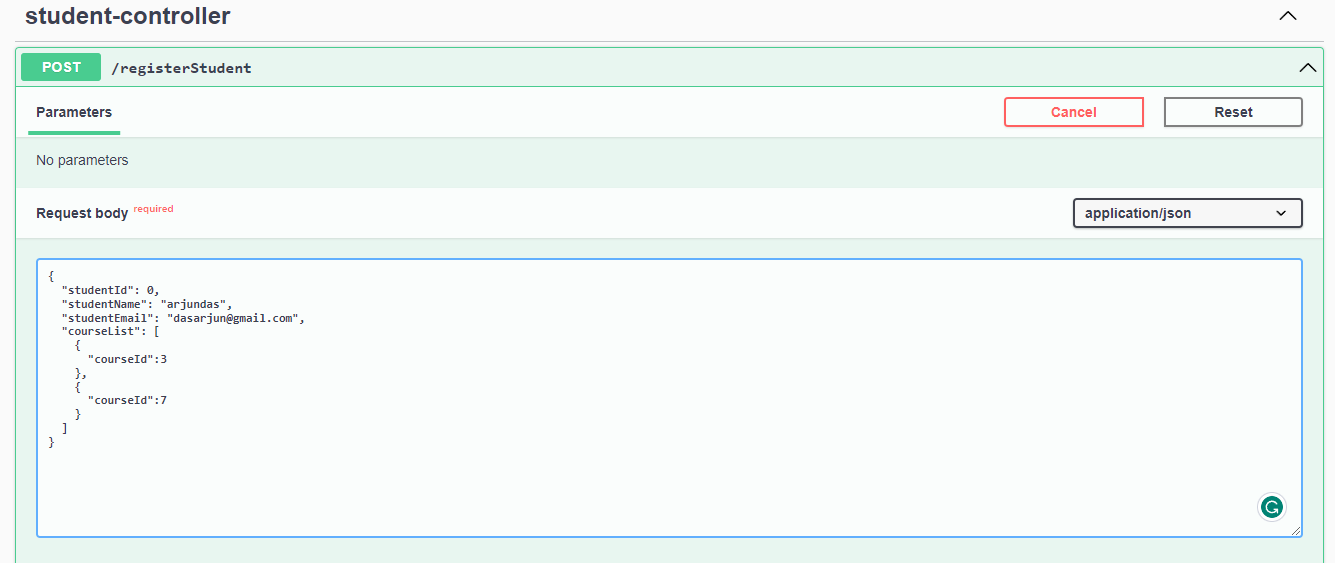 student-controller
POST /registerStudent
Parameters
Cancel
Reset
No parameters
Request body required
application/json
{
  "studentId": 0,
  "studentName": "arjundas",
  "studentEmail": "dasarjun@gmail.com",
  "courseList": [
    {
      "courseId":3
    },
    {
      "courseId":7
    }
  ]
}